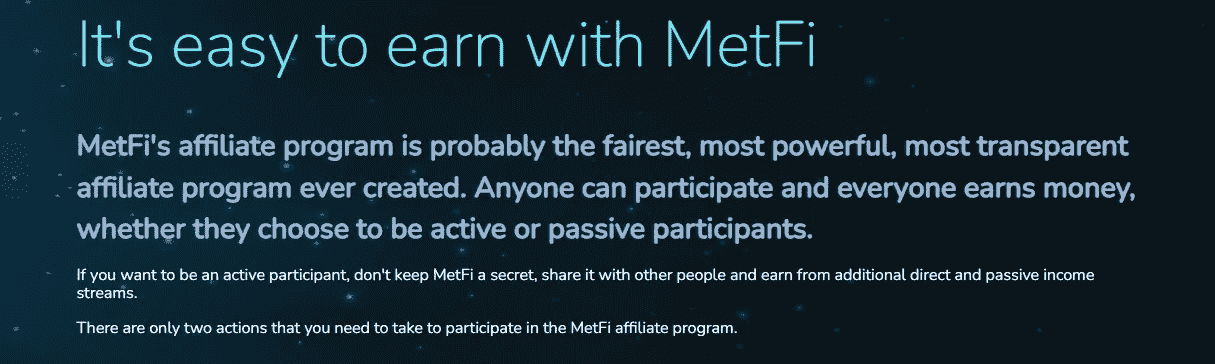 It's easy to earn with MetFi
MetFi's affiliate program is probably the fairest, most powerful, most transparent
affiliate program ever created. Anyone can participate and everyone earns money,
whether they choose to be active or passive participants.
If you want to be an active participant, don't keep MetFi a secret, share it with other people and earn from additional direct and passive income
streams.
There are only two actions that you need to take to participate in the MetFi affiliate program.